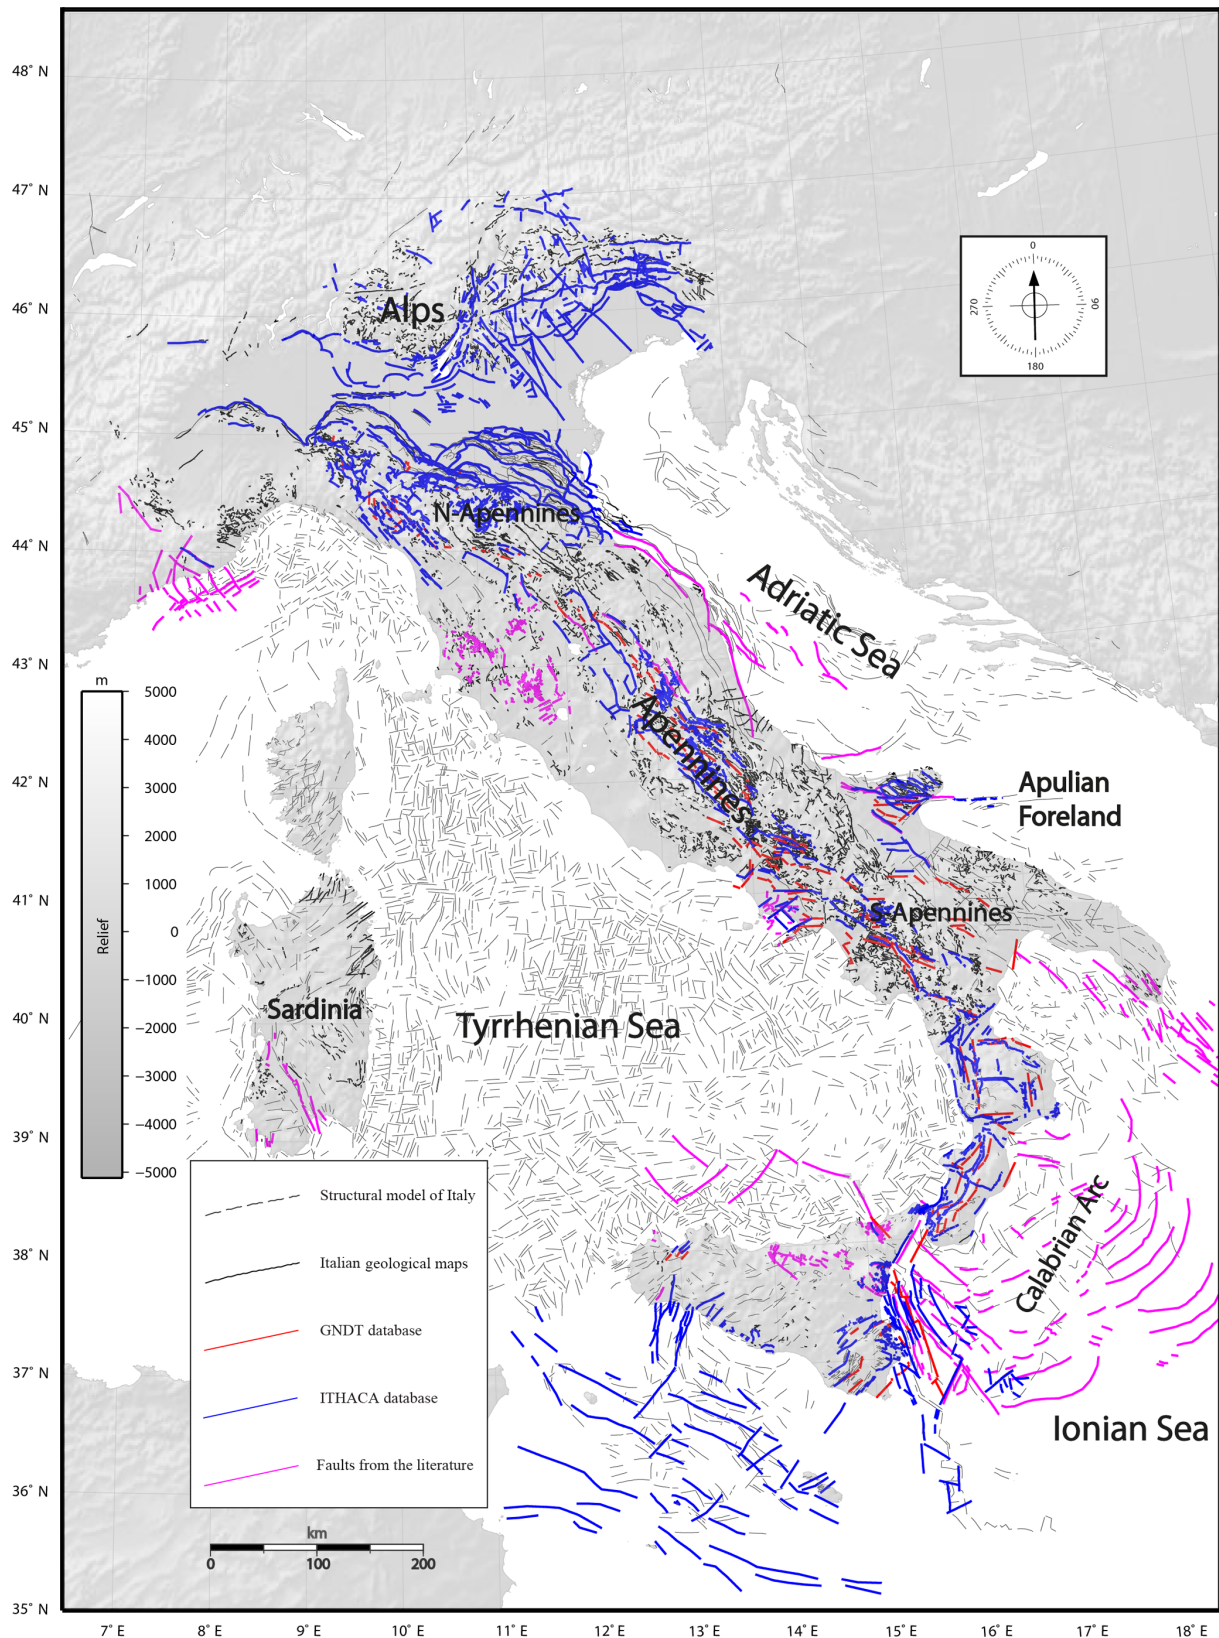 48° N
47° N
46° N
45° N
44° N
43° N
42° N
41° N
40° N
39° N
38° N
37° N
36° N
35° N
7° E
8° E
9° E
10° E
11° E
12° E
13° E
14° E
15° E
16° E
17° E
18° E
0
90
180
270
Alps
N-Apennines
Adriatic Sea
Apennines
Apulian
Foreland
S-Apennines
Sardinia
Tyrrhenian Sea
Calabrian Arc
Ionian Sea
m
5000
4000
3000
2000
1000
0
−1000
−2000
−3000
−4000
−5000
Relief
Structural model of Italy
Italian geological maps
GNDT database
ITHACA database
Faults from the literature
km
0
100
200